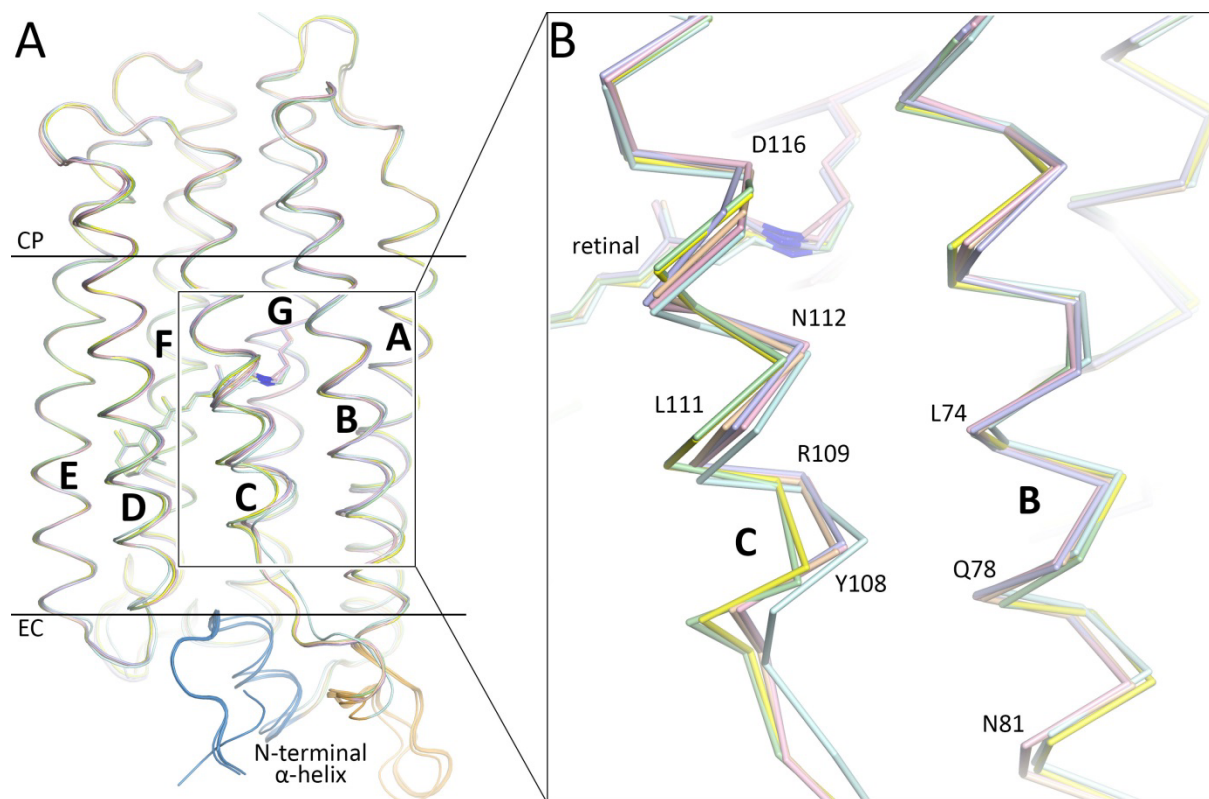 A
CP
G
F
A
B
E
D
C
EC
N-terminal
α-helix
B
D116
retinal
N112
L111
L74
R109
B
C
Q78
Y108
N81